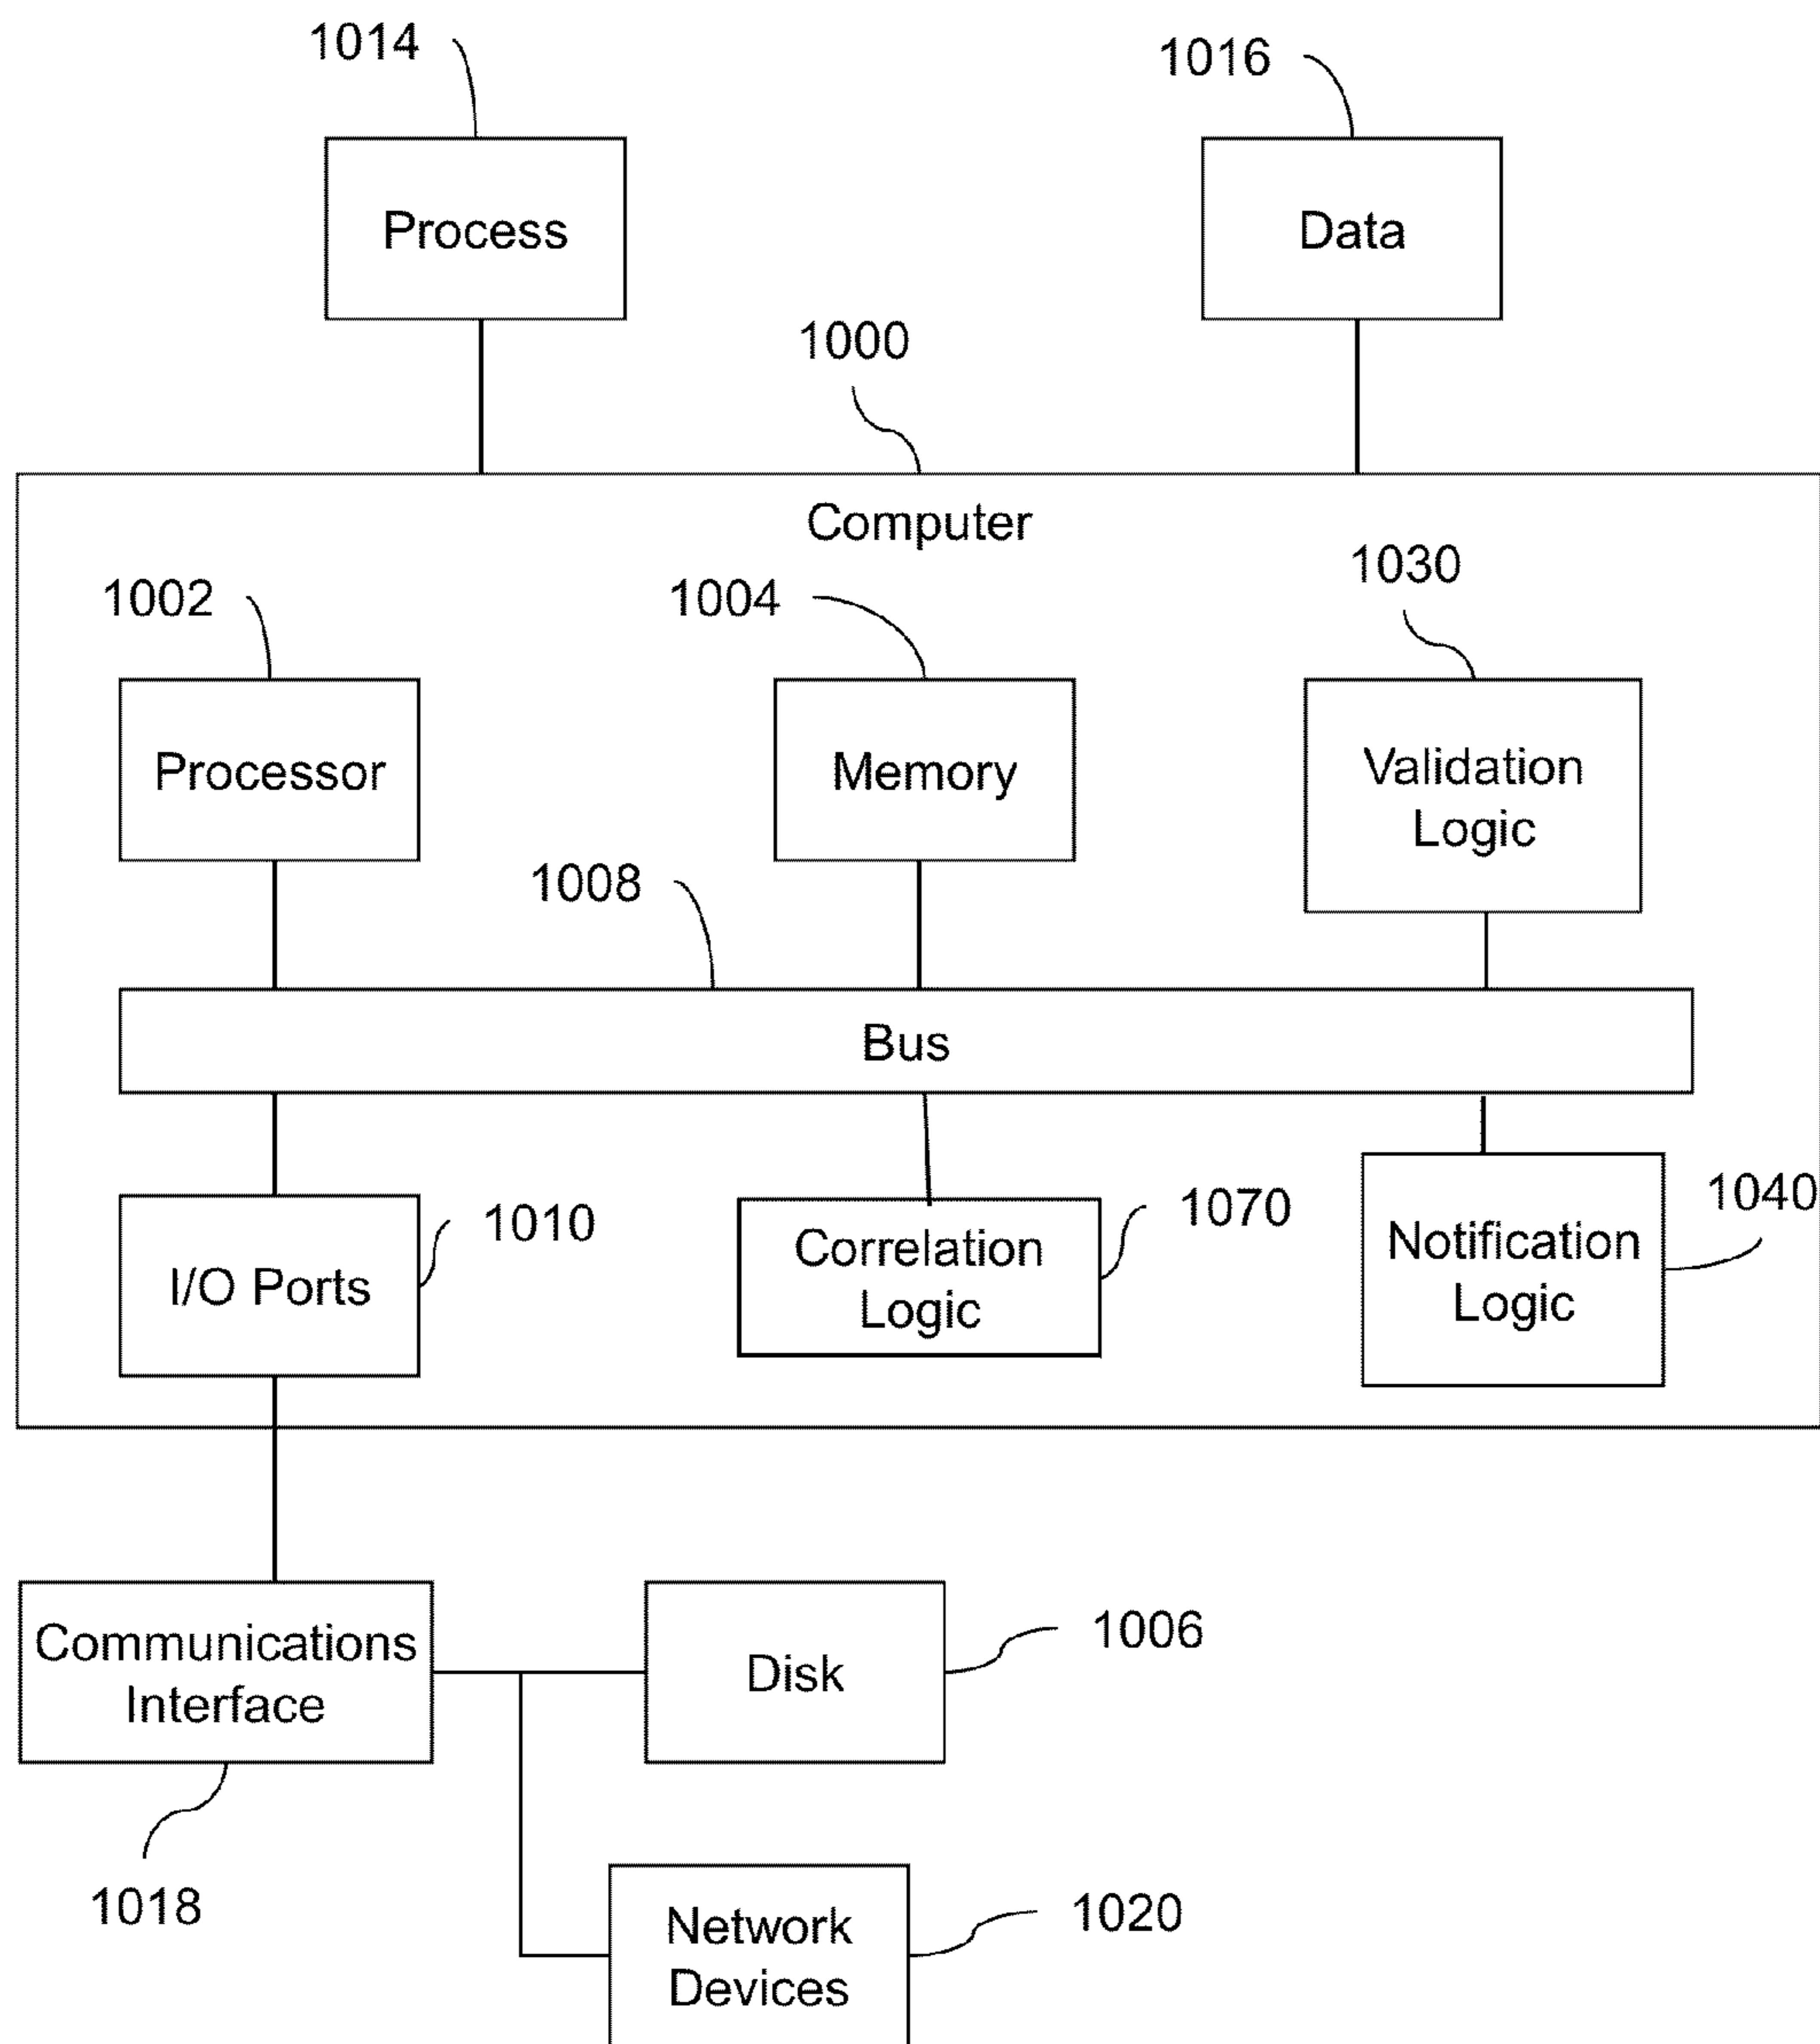 1014
1016
Process
Data
1000
Computer
1002
1004
1030
Processor
Memory
Validation
Logic
1008
Bus
I/O Ports
1010
Correlation
Logic
1070
Notification
Logic
1040
Communications
Interface
1018
Disk
1006
Network
Devices
1020